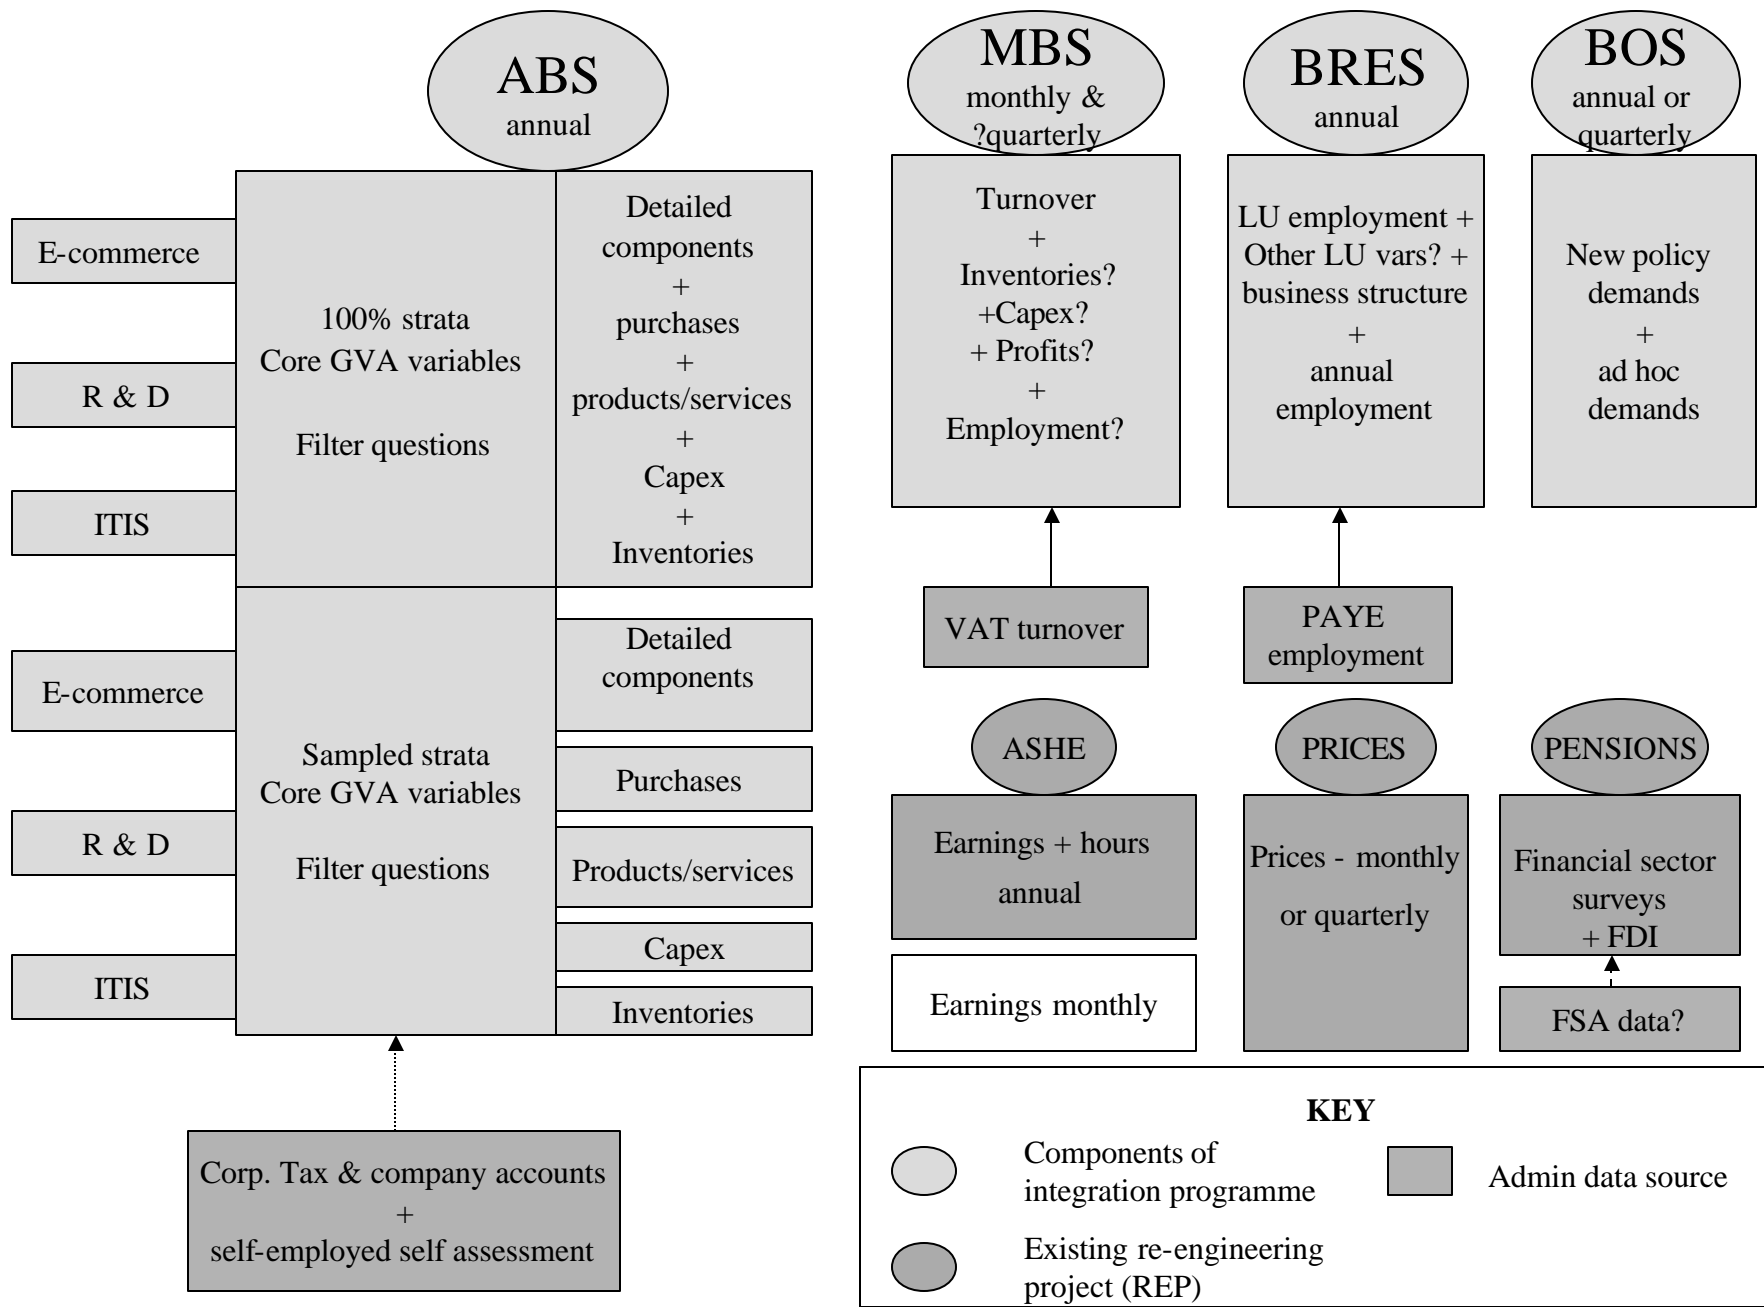 ABS
annual
E-commerce
R & D
ITIS
100% strata
Core GVA variables
Filter questions
Detailed
components
+
purchases
+
products/services
+
Capex
+
Inventories
E-commerce
R & D
ITIS
Sampled strata
Core GVA variables
Filter questions
Detailed
components
Purchases
Products/services
Capex
Inventories
Corp. Tax & company accounts
+
self-employed self assessment
MBS
monthly &
?quarterly
Turnover
+
Inventories?
+Capex?
+ Profits?
+
Employment?
VAT turnover
BRES
annual
LU employment +
Other LU vars? +
business structure
+
annual
employment
PAYE
employment
BOS
annual or
quarterly
New policy
demands
+
ad hoc
demands
ASHE
Earnings + hours
annual
Earnings monthly
PRICES
Prices - monthly
or quarterly
PENSIONS
Financial sector
surveys
+ FDI
FSA data?
KEY
Components of
integration programme
Admin data source
Existing re-engineering
project (REP)